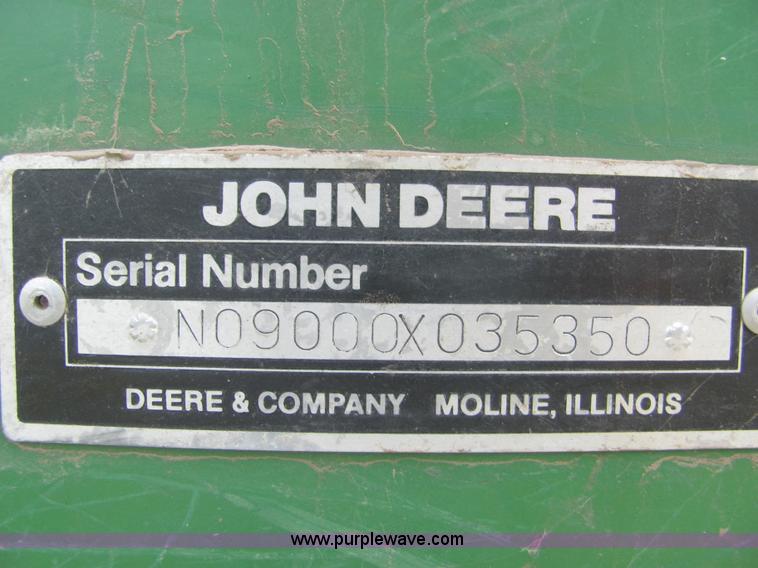 JOHN DEERE
Serial Number
* N09000X035350 *
DEERE & COMPANY MOLINE, ILLINOIS
www.purplewave.com